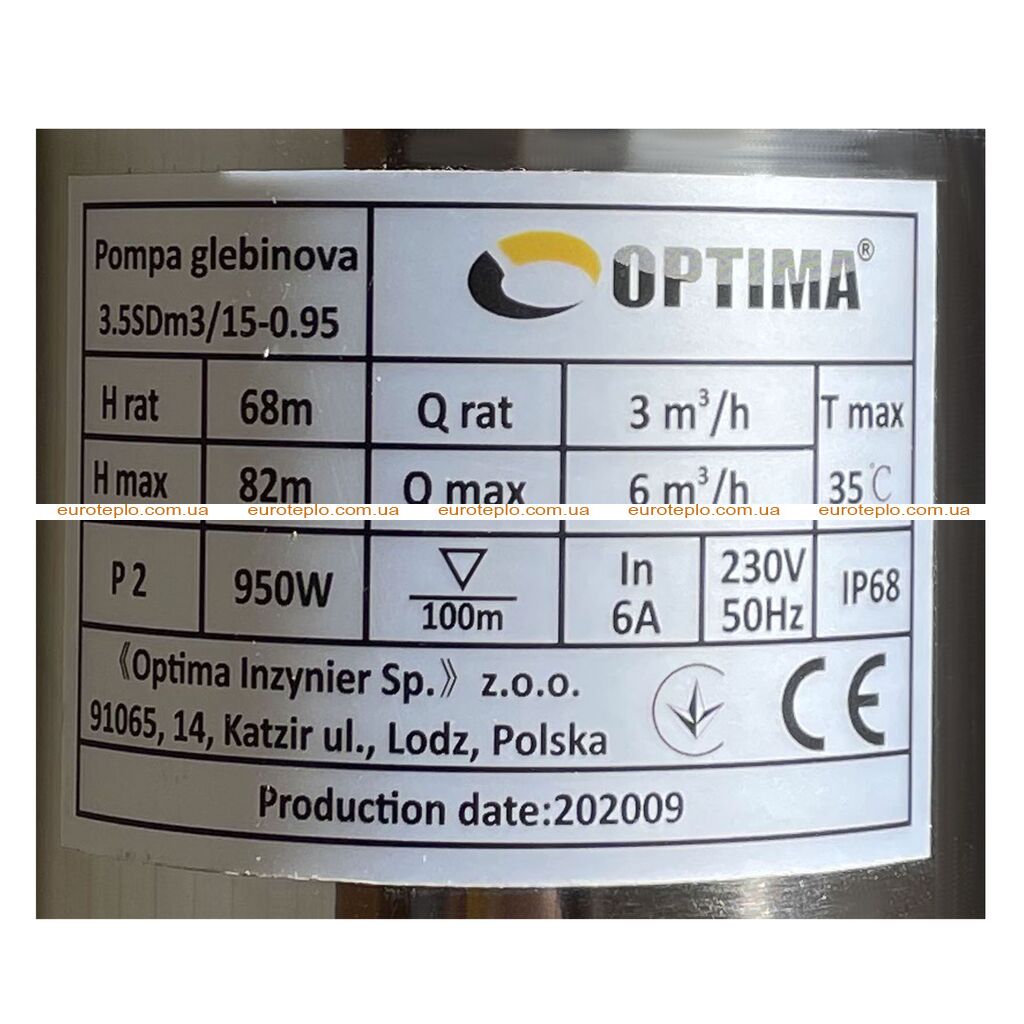 Pompa glebinova
3.5SDm3/15-0.95
OPTIMA®
H rat 68m Q rat 3 m³/h T max
H max 82m Q max 6 m³/h 35℃
euroteplo.com.ua euroteplo.com.ua euroteplo.com.ua euroteplo.com.ua euroteplo.com.ua
P 2 950W 100m In 6A 230V 50Hz IP68
《Optima Inzynier Sp.》 z.o.o.
91065, 14, Katzir ul., Lodz, Polska
CE
Production date:202009